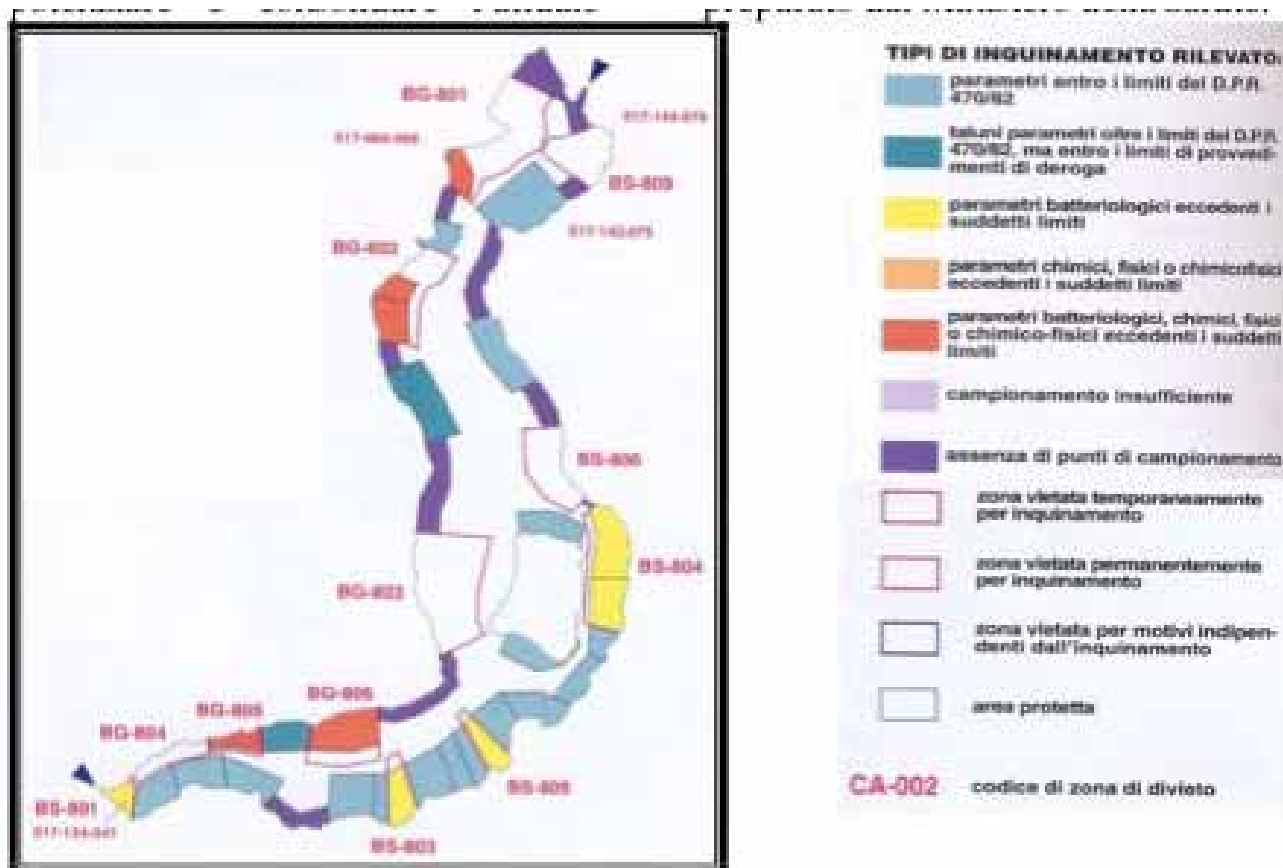 BG-801
BS-809
BG-802
BS-806
BS-804
BG-803
BG-806
BG-805
BG-804
BS-801
BS-803
TIPI DI INQUINAMENTO RILEVATO:
parametri entro i limiti del D.P.R.
470/82
taluni parametri oltre i limiti del D.P.R.
470/82, ma entro i limiti di provvedi-
menti di deroga
parametri batteriologici eccedenti i
suddetti limiti
parametri chimici, fisici o chimicofisici
eccedenti i suddetti limiti
parametri batteriologici, chimici, fisici
o chimico-fisici eccedenti i suddetti
limiti
campionamento insufficiente
assenza di punti di campionamento
zona vietata temporaneamente
per inquinamento
zona vietata permanentemente
per inquinamento
zona vietata per motivi indipen-
denti dall'inquinamento
area protetta
CA-002 codice di zona di divieto